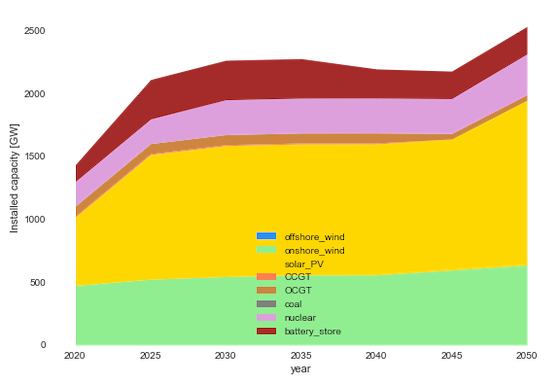 2500
2000
1500
1000
500
0
Installed capacity [GW]
offshore_wind
onshore_wind
solar_PV
CCGT
OCGT
coal
nuclear
battery_store
2020 2025 2030 2035 2040 2045 2050
year